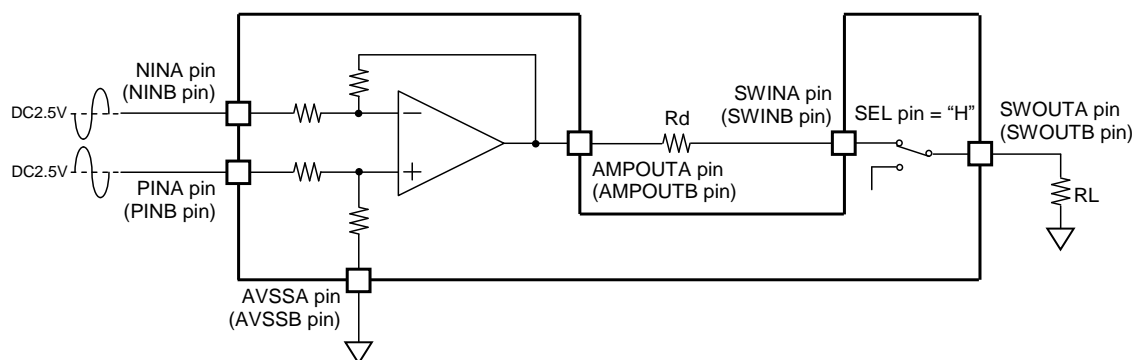 NINA pin
(NINB pin)
DC2.5V
DC2.5V
PINA pin
(PINB pin)
−
+
AVSSA pin
(AVSSB pin)
AMPOUTA pin
(AMPOUTB pin)
Rd
SWINA pin
(SWINB pin)
SEL pin = “H”
SWOUTA pin
(SWOUTB pin)
RL